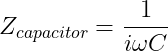 Z_{capacitor} = \frac{1}{i\omega C}